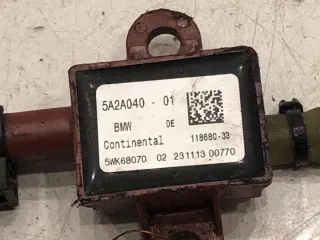 5A2A040 - 01
BMW DE
Continental 118680-33
5WK68070 02 231113 00770